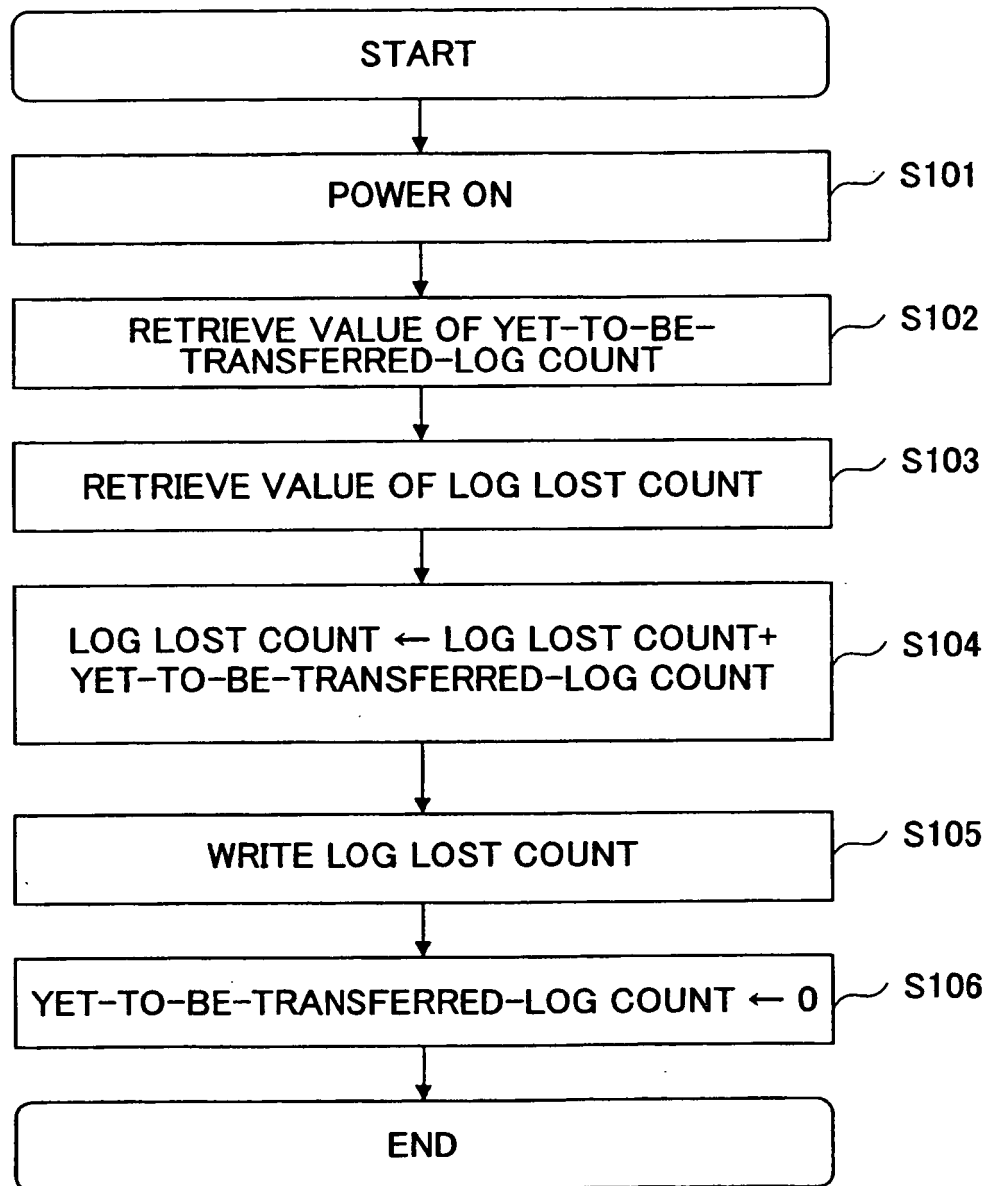 START
POWER ON
S101
RETRIEVE VALUE OF YET-TO-BE-
TRANSFERRED-LOG COUNT
S102
RETRIEVE VALUE OF LOG LOST COUNT
S103
LOG LOST COUNT ← LOG LOST COUNT+
YET-TO-BE-TRANSFERRED-LOG COUNT
S104
WRITE LOG LOST COUNT
S105
YET-TO-BE-TRANSFERRED-LOG COUNT ← 0
S106
END